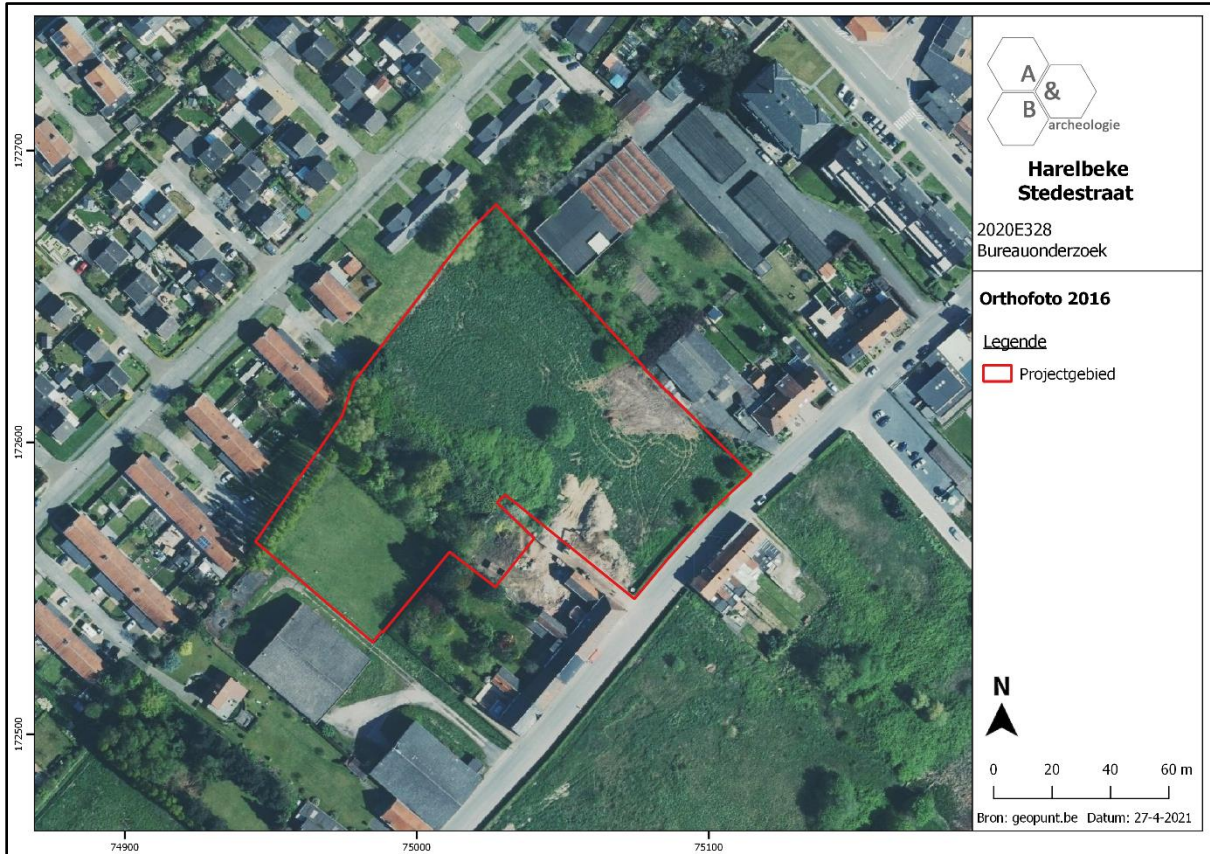 A
&
B
archeologie
Harelbeke
Stedestraat
2020E328
Bureauonderzoek
Orthofoto 2016
Legende
Projectgebied
N
0 20 40 60 m
Bron: geopunt.be Datum: 27-4-2021
172700
172600
172500
74900 75000 75100